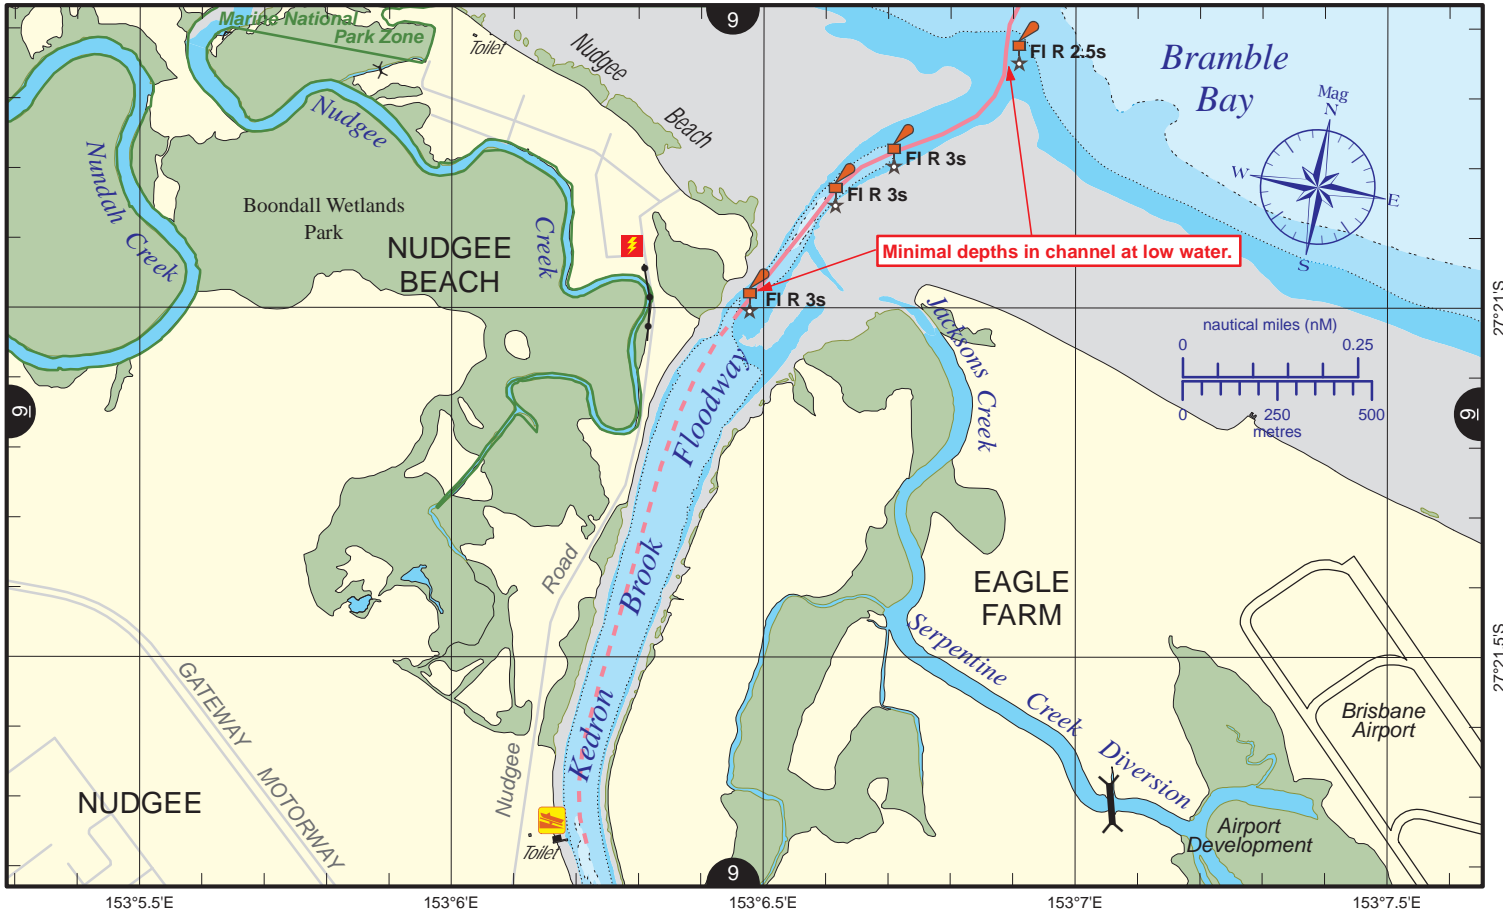 9
Marine National
Park Zone
Toilet
Nudgee
Beach
Fl R 2.5s
Bramble
Bay
Mag
N
W
E
S
Nudgee
Creek
Fl R 3s
Fl R 3s
Nundah Creek
Boondall Wetlands
Park
NUDGEE
BEACH
Minimal depths in channel at low water.
Fl R 3s
27°21'S
Jacksons Creek
nautical miles (nM)
0
0.25
0
250
500
metres
9
9
Kedron Brook Floodway
Road
EAGLE
FARM
Serpentine Creek Diversion
27°21.5'S
GATEWAY MOTORWAY
Brisbane
Airport
Nudgee
NUDGEE
Toilet
Airport
Development
9
153°5.5'E
153°6'E
153°6.5'E
153°7'E
153°7.5'E